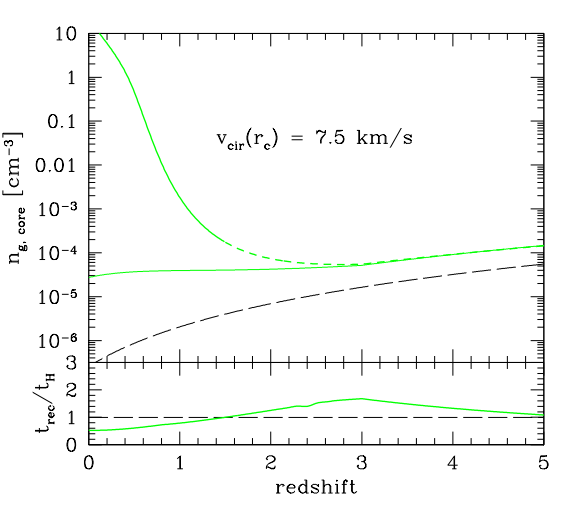 10
1
0.1
0.01
10⁻³
10⁻⁴
10⁻⁵
10⁻⁶
n_g, core [cm⁻³]
v_cir(r_c) = 7.5 km/s
3
2
1
0
t_rec/t_H
0 1 2 3 4 5
redshift